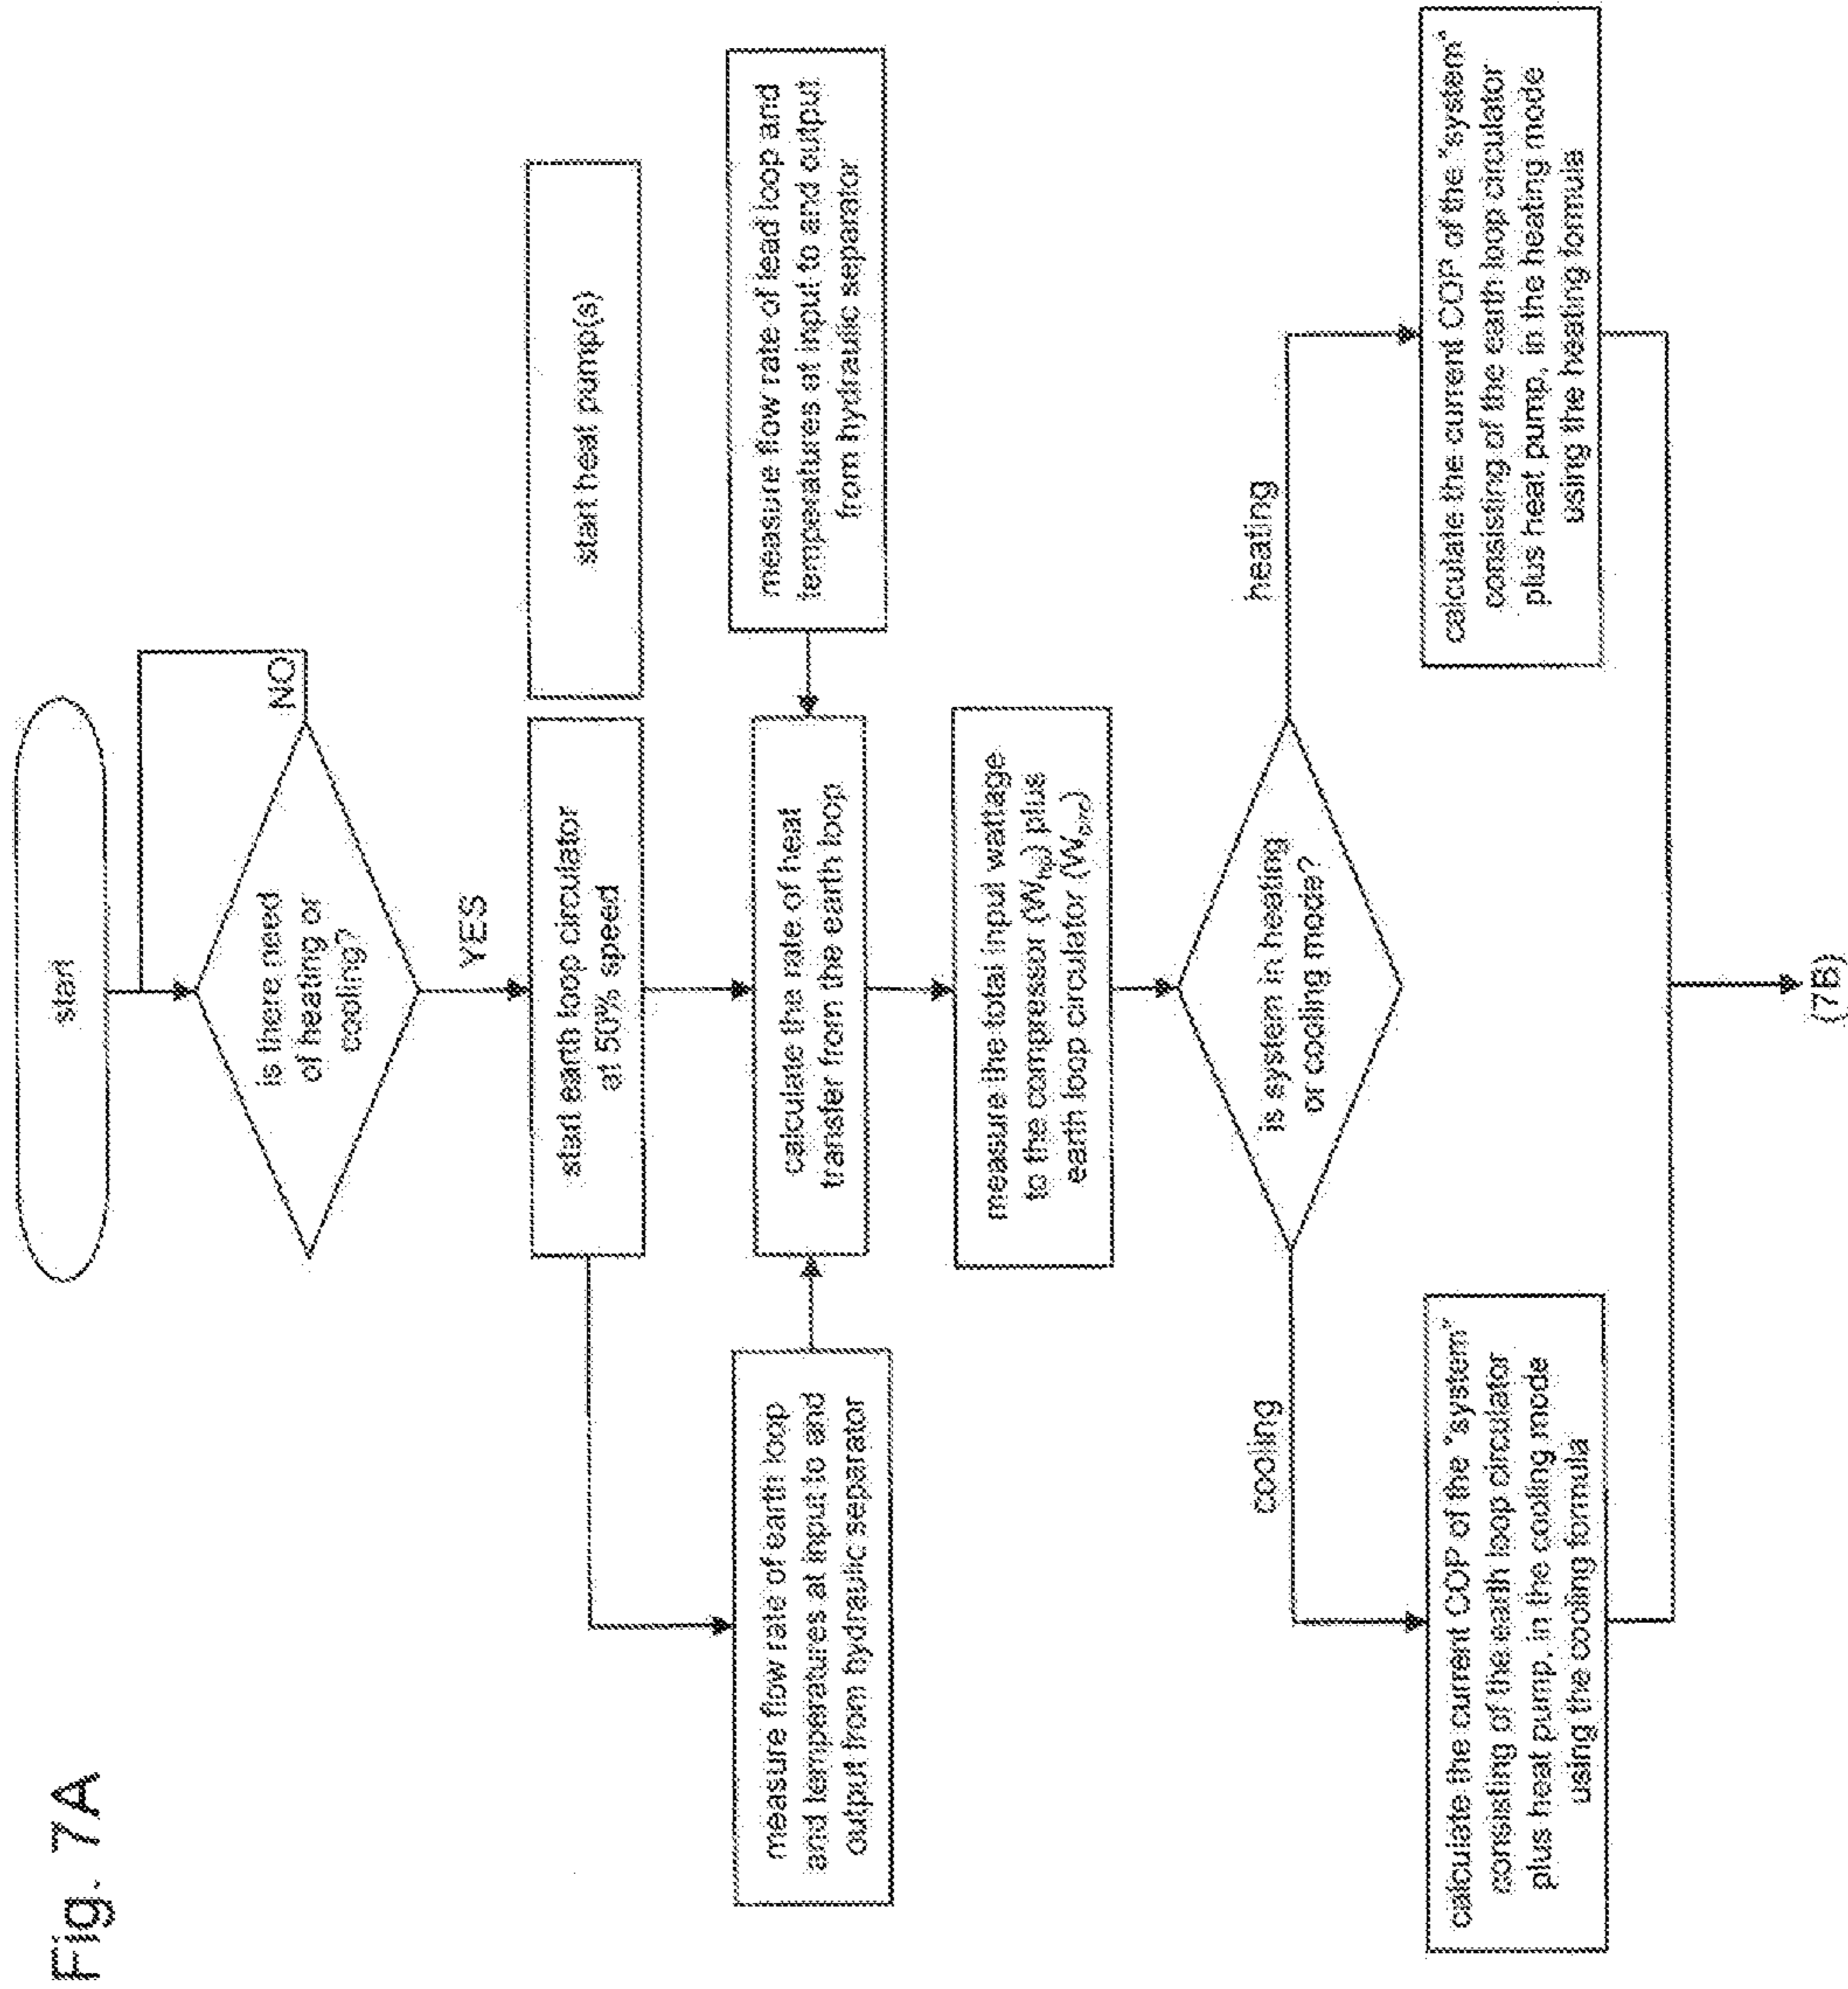 Fig. 7A
start
is there need
of heating or
cooling?
NO
YES
start earth loop circulator
at 50% speed
start heat pump(s)
measure flow rate of earth loop
and temperatures at input to and
output from hydraulic separator
calculate the rate of heat
transfer from the earth loop
measure flow rate of lead loop and
temperatures at input to and output
from hydraulic separator
measure the total input wattage
to the compressor (W_hp) plus
earth loop circulator (W_circ)
is system in heating
or cooling mode?
cooling
heating
calculate the current COP of the "system"
consisting of the earth loop circulator
plus heat pump, in the cooling mode
using the cooling formula
calculate the current COP of the "system"
consisting of the earth loop circulator
plus heat pump, in the heating mode
using the heating formula
(7B)